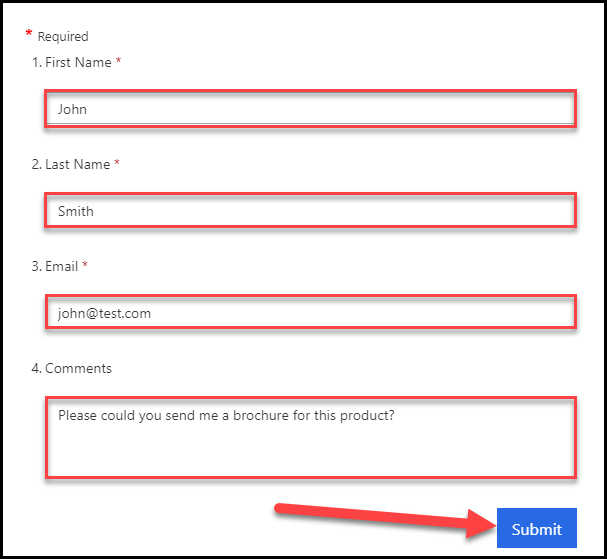 * Required
1. First Name *
John
2. Last Name *
Smith
3. Email *
john@test.com
4. Comments
Please could you send me a brochure for this product?
Submit